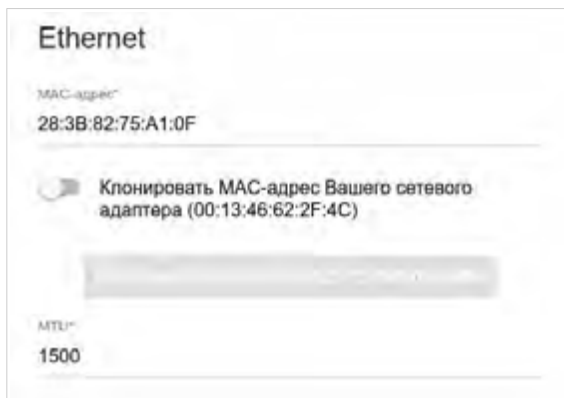 Ethernet
MAC-адрес*
28:3B:82:75:A1:0F
Клонировать MAC-адрес Вашего сетевого
адаптера (00:13:46:62:2F:4C)
MTU*
1500